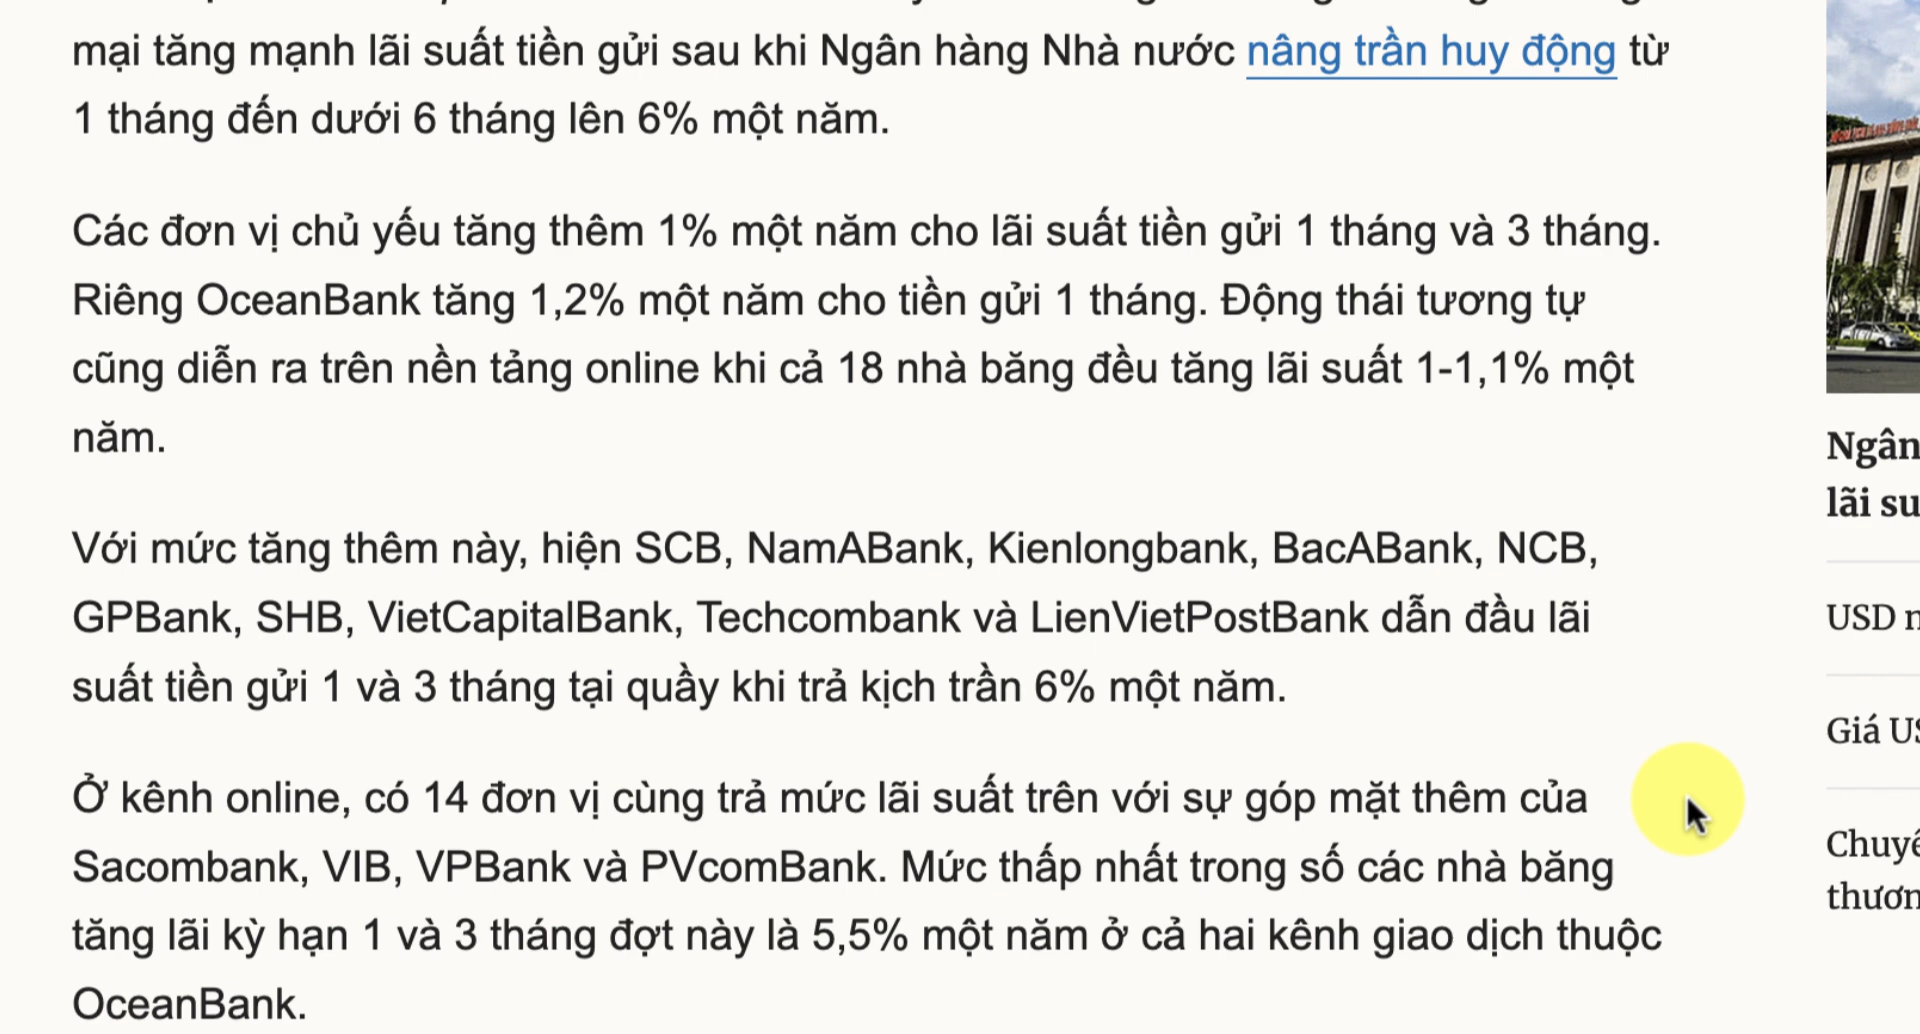 mại tăng mạnh lãi suất tiền gửi sau khi Ngân hàng Nhà nước nâng trần huy động từ
1 tháng đến dưới 6 tháng lên 6% một năm.
Các đơn vị chủ yếu tăng thêm 1% một năm cho lãi suất tiền gửi 1 tháng và 3 tháng.
Riêng OceanBank tăng 1,2% một năm cho tiền gửi 1 tháng. Động thái tương tự
cũng diễn ra trên nền tảng online khi cả 18 nhà băng đều tăng lãi suất 1-1,1% một
năm.
Với mức tăng thêm này, hiện SCB, NamABank, Kienlongbank, BacABank, NCB,
GPBank, SHB, VietCapitalBank, Techcombank và LienVietPostBank dẫn đầu lãi
suất tiền gửi 1 và 3 tháng tại quầy khi trả kịch trần 6% một năm.
Ở kênh online, có 14 đơn vị cùng trả mức lãi suất trên với sự góp mặt thêm của
Sacombank, VIB, VPBank và PVcomBank. Mức thấp nhất trong số các nhà băng
tăng lãi kỳ hạn 1 và 3 tháng đợt này là 5,5% một năm ở cả hai kênh giao dịch thuộc
OceanBank.
Ngân
lãi su
USD
Giá